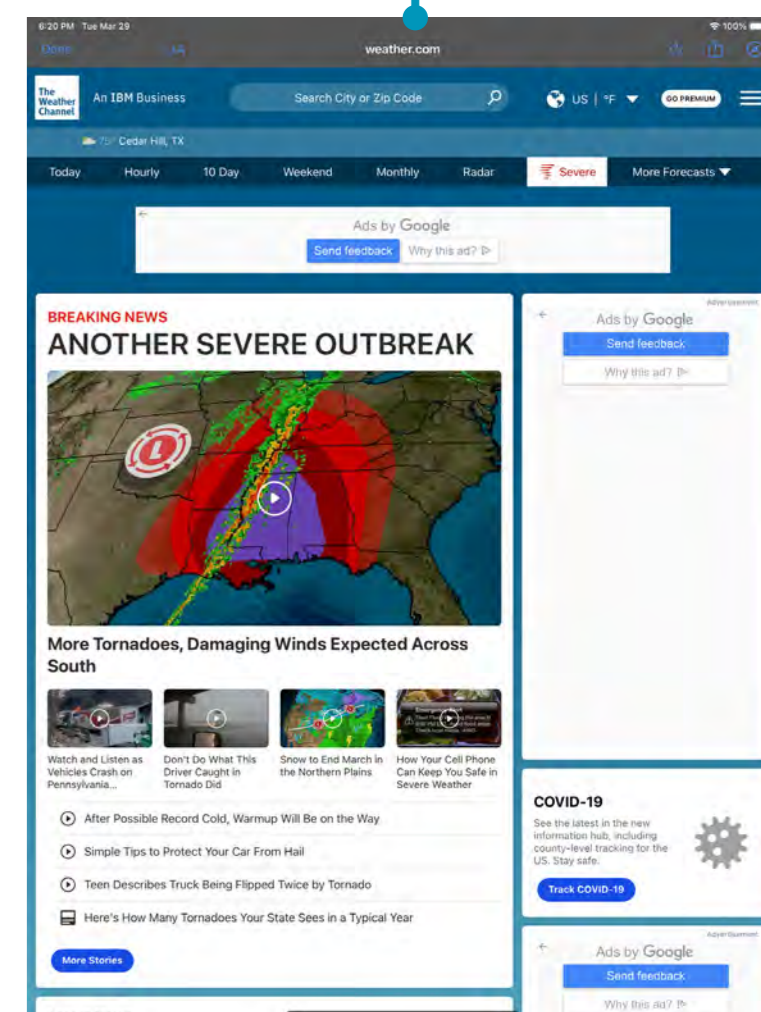 6:20 PM Tue Mar 29
100%
Done
AA
weather.com
The
Weather
Channel
An IBM Business
Search City or Zip Code
US | °F
GO PREMIUM
75° Cedar Hill, TX
Today Hourly 10 Day Weekend Monthly Radar Severe More Forecasts
Ads by Google
Send feedback Why this ad?
BREAKING NEWS
ANOTHER SEVERE OUTBREAK
L
More Tornadoes, Damaging Winds Expected Across
South
Watch and Listen as
Vehicles Crash on
Pennsylvania...
Don't Do What This
Driver Caught in
Tornado Did
Snow to End March in
the Northern Plains
How Your Cell Phone
Can Keep You Safe in
Severe Weather
After Possible Record Cold, Warmup Will Be on the Way
Simple Tips to Protect Your Car From Hail
Teen Describes Truck Being Flipped Twice by Tornado
Here's How Many Tornadoes Your State Sees in a Typical Year
More Stories
Advertisement
Ads by Google
Send feedback
Why this ad?
COVID-19
See the latest in the new
information hub, including
county-level tracking for the
US. Stay safe.
Track COVID-19
Advertisement
Ads by Google
Send feedback
Why this ad?